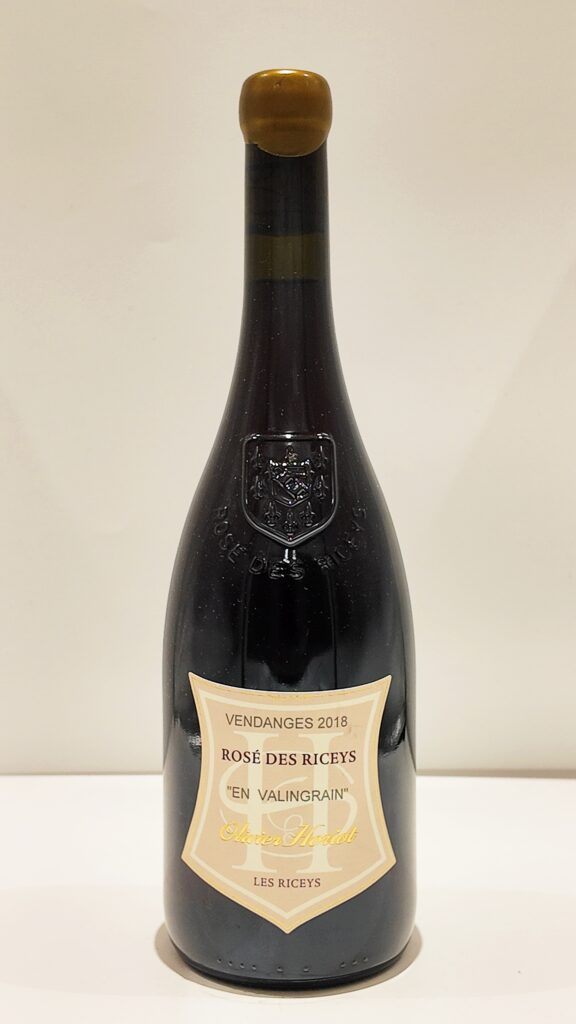 ROSÉ DES RICEYS
VENDANGES 2018
ROSÉ DES RICEYS
"EN VALINGRAIN"
Olivier Horiot
LES RICEYS